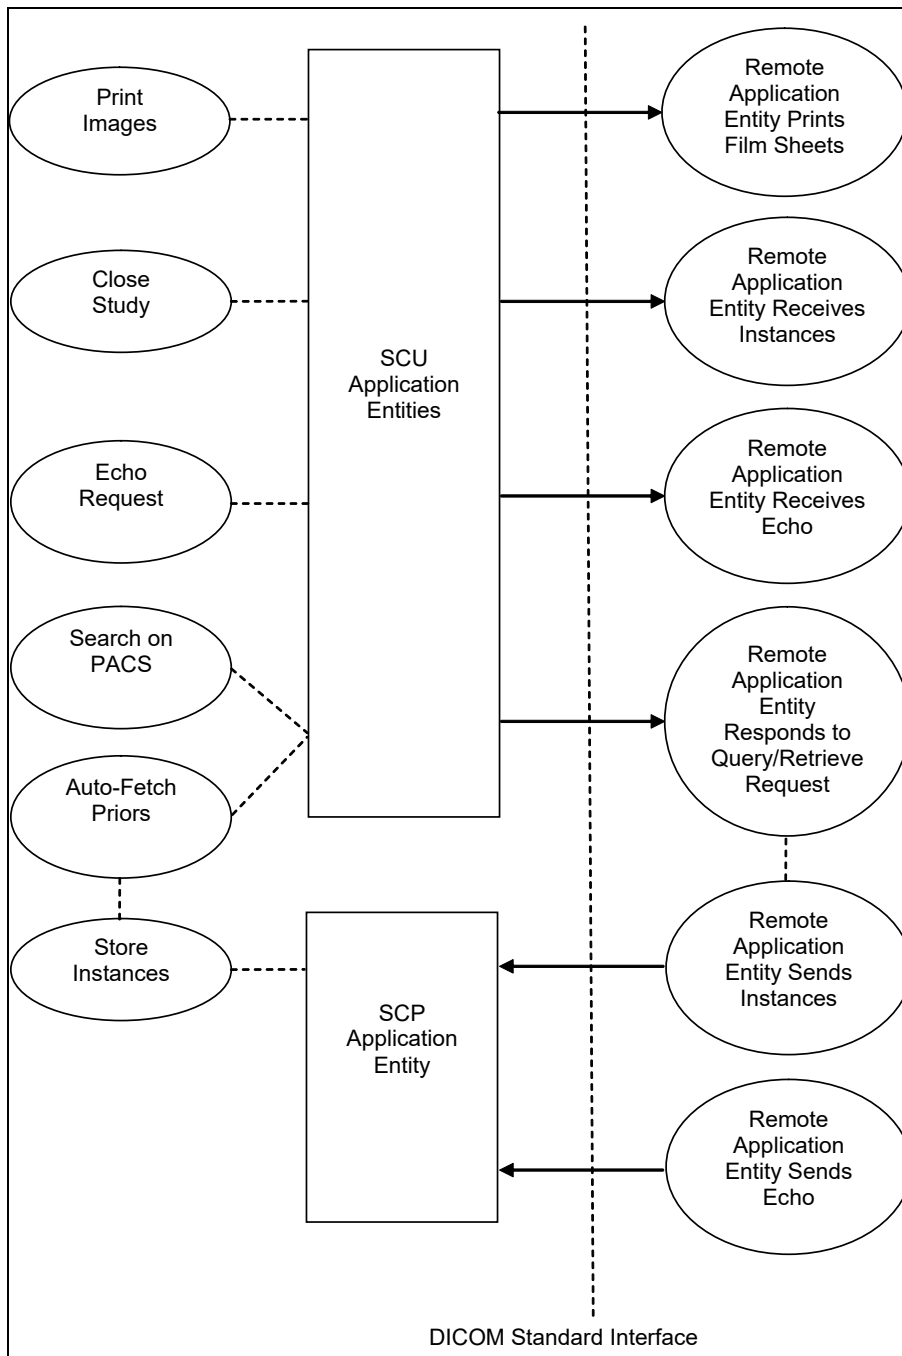 Print
Images
Remote
Application
Entity Prints
Film Sheets
Close
Study
Remote
Application
Entity Receives
Instances
SCU
Application
Entities
Echo
Request
Remote
Application
Entity Receives
Echo
Search on
PACS
Remote
Application
Entity
Responds to
Query/Retrieve
Request
Auto-Fetch
Priors
Store
Instances
Remote
Application
Entity Sends
Instances
SCP
Application
Entity
Remote
Application
Entity Sends
Echo
DICOM Standard Interface